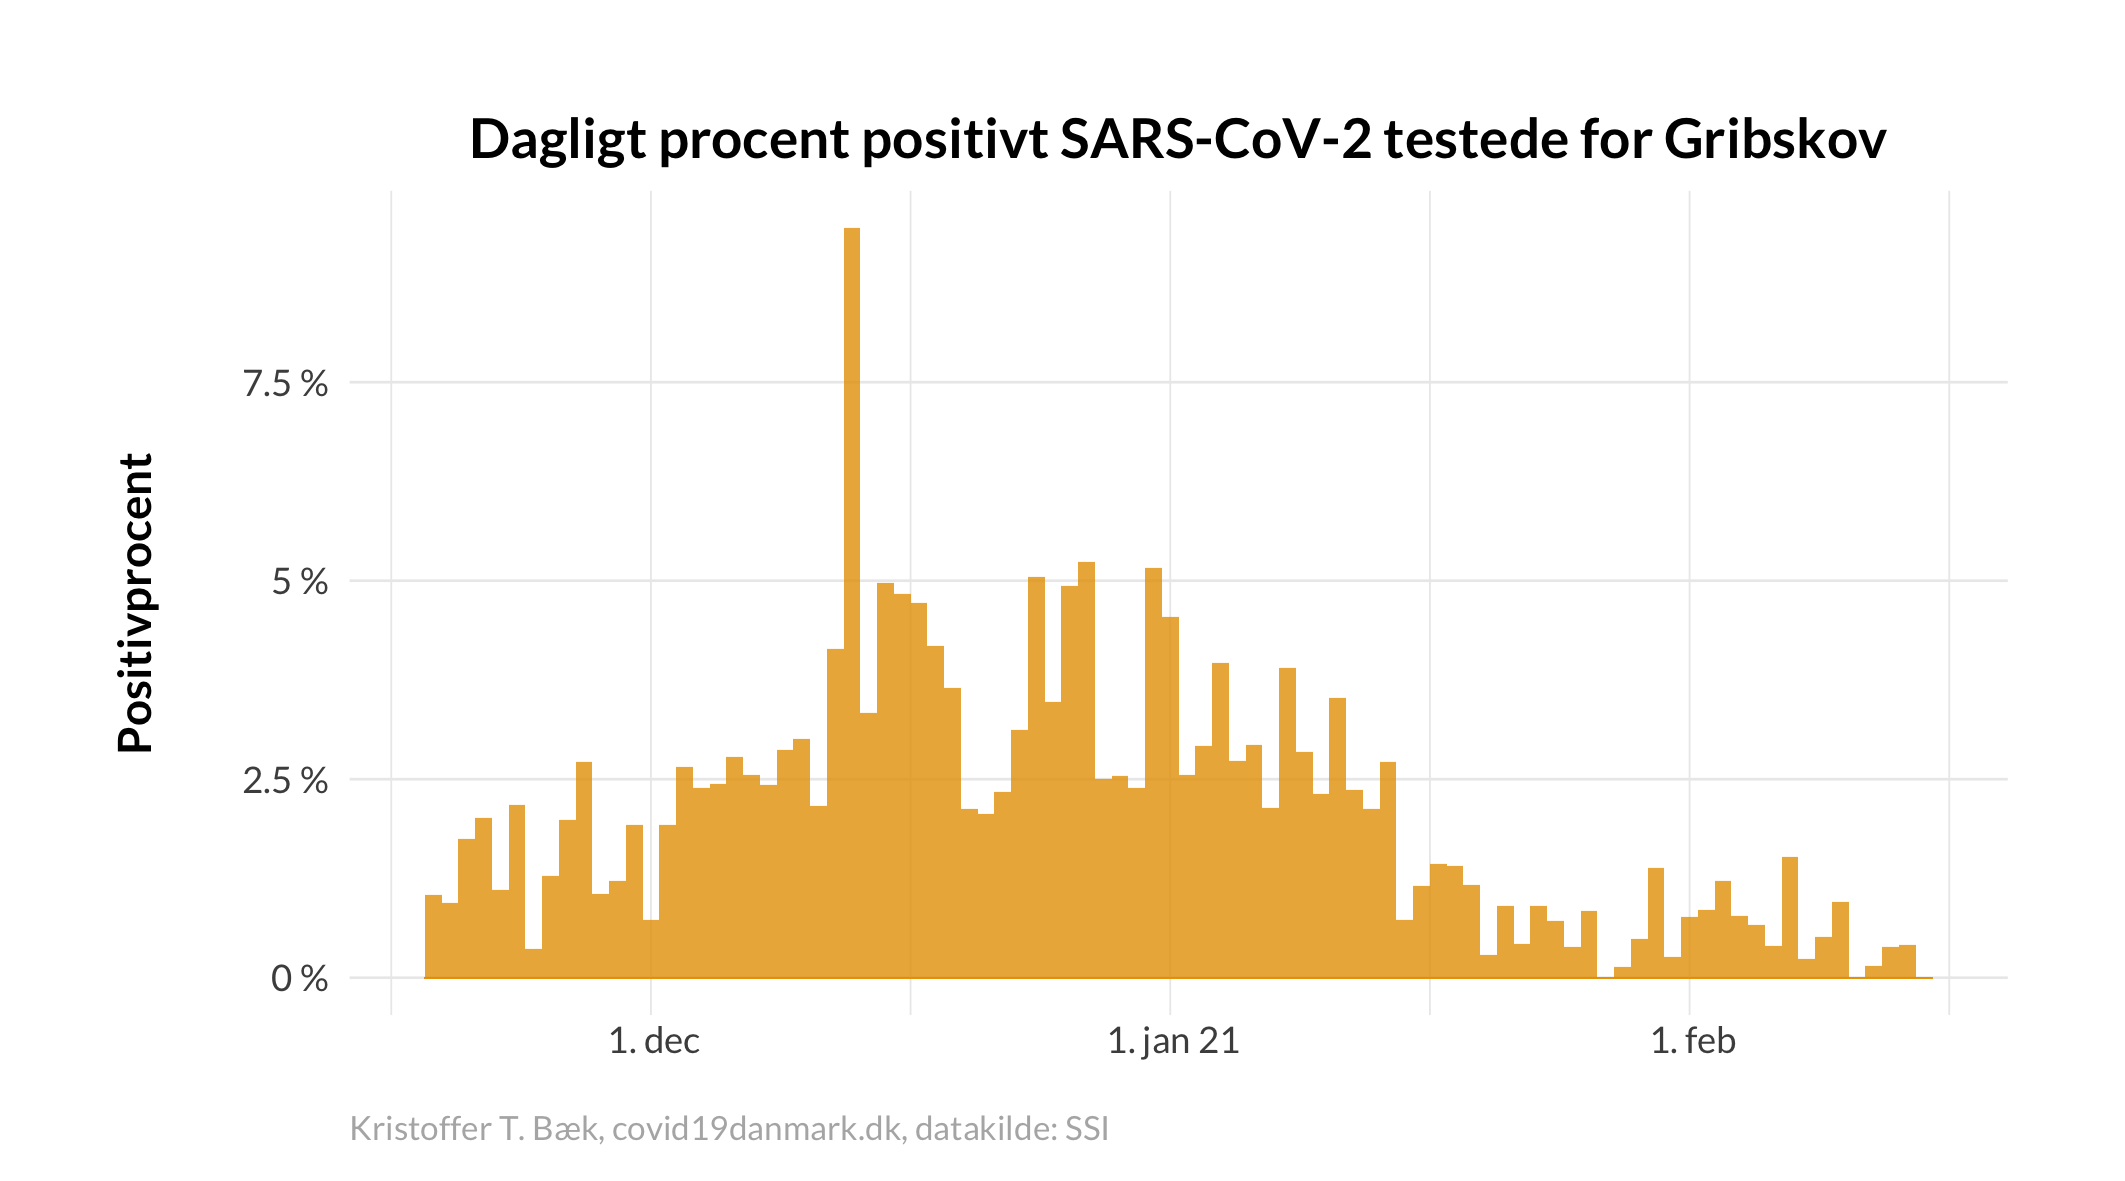 Dagligt procent positivt SARS-CoV-2 testede for Gribskov
Positivprocent
7.5 %
5 %
2.5 %
0 %
1. dec
1. jan 21
1. feb
Kristoffer T. Bæk, covid19danmark.dk, datakilde: SSI